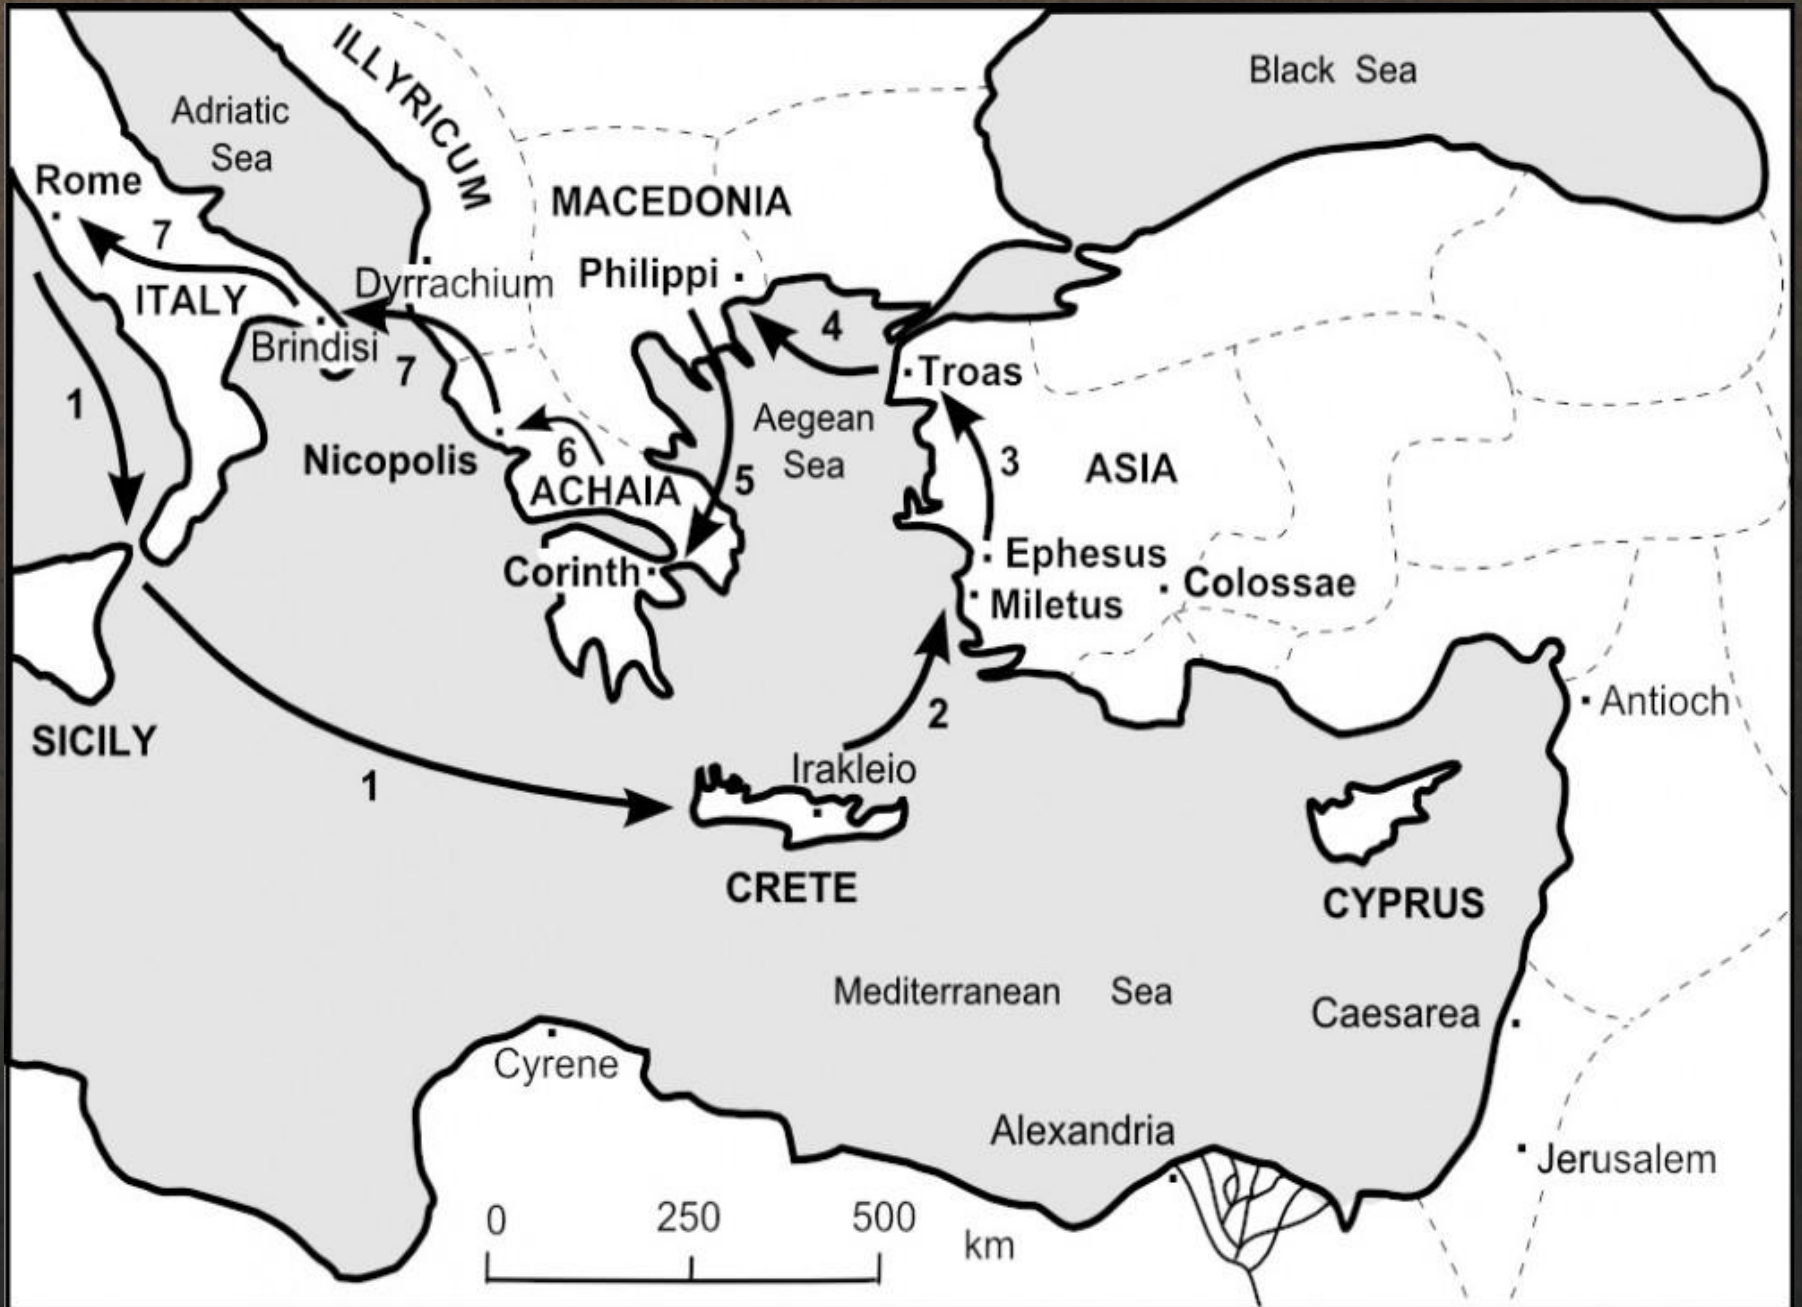 Black Sea
Adriatic
Sea
ILLYRICUM
Rome
MACEDONIA
7
Philippi
Dyrrachium
ITALY
4
Brindisi
7
Troas
1
Aegean
Sea
Nicopolis
6
3
ASIA
ACHAIA
5
Ephesus
Corinth
Colossae
Miletus
Antioch
2
SICILY
Irakleio
1
CRETE
CYPRUS
Mediterranean Sea
Caesarea
Cyrene
Alexandria
Jerusalem
0 250 500
km